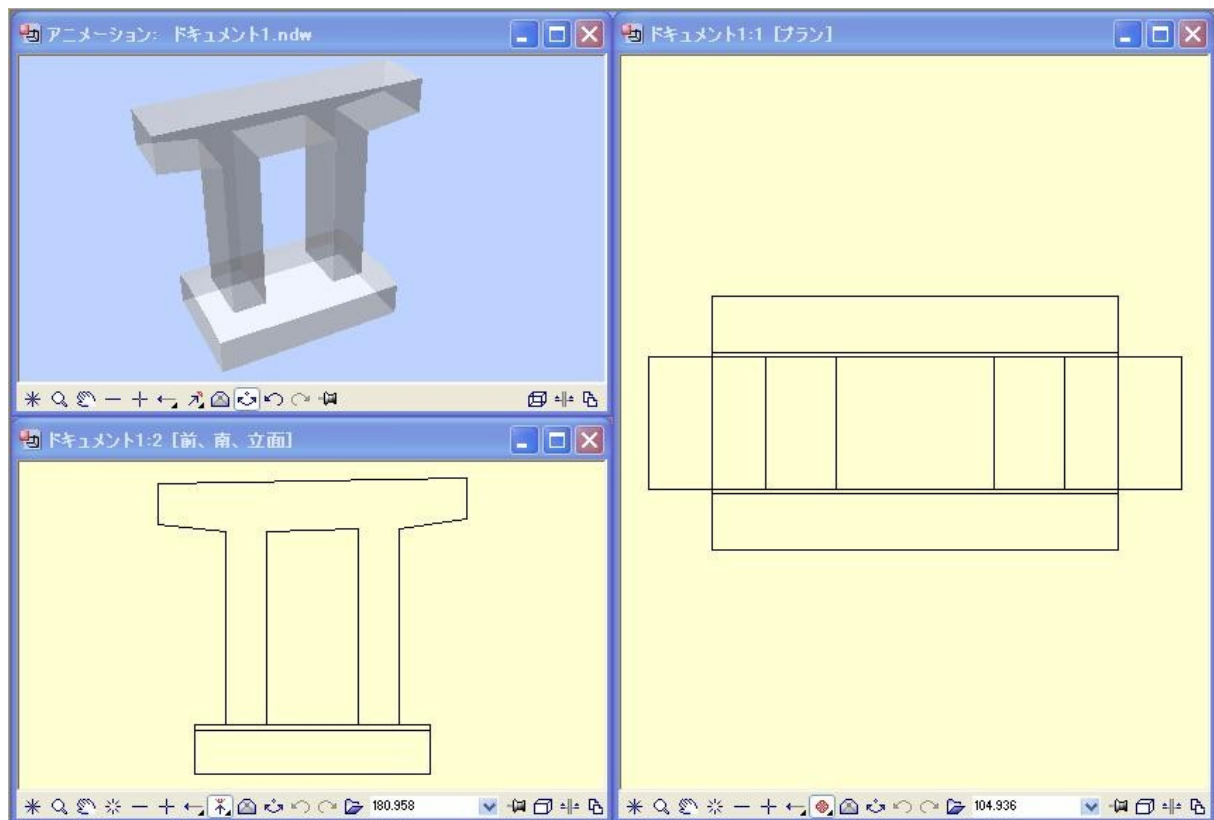 アニメーション: ドキュメント1.ndw
ドキュメント1:1 [プラン]
ドキュメント1:2 [前、南、立面]
180.958
104.936